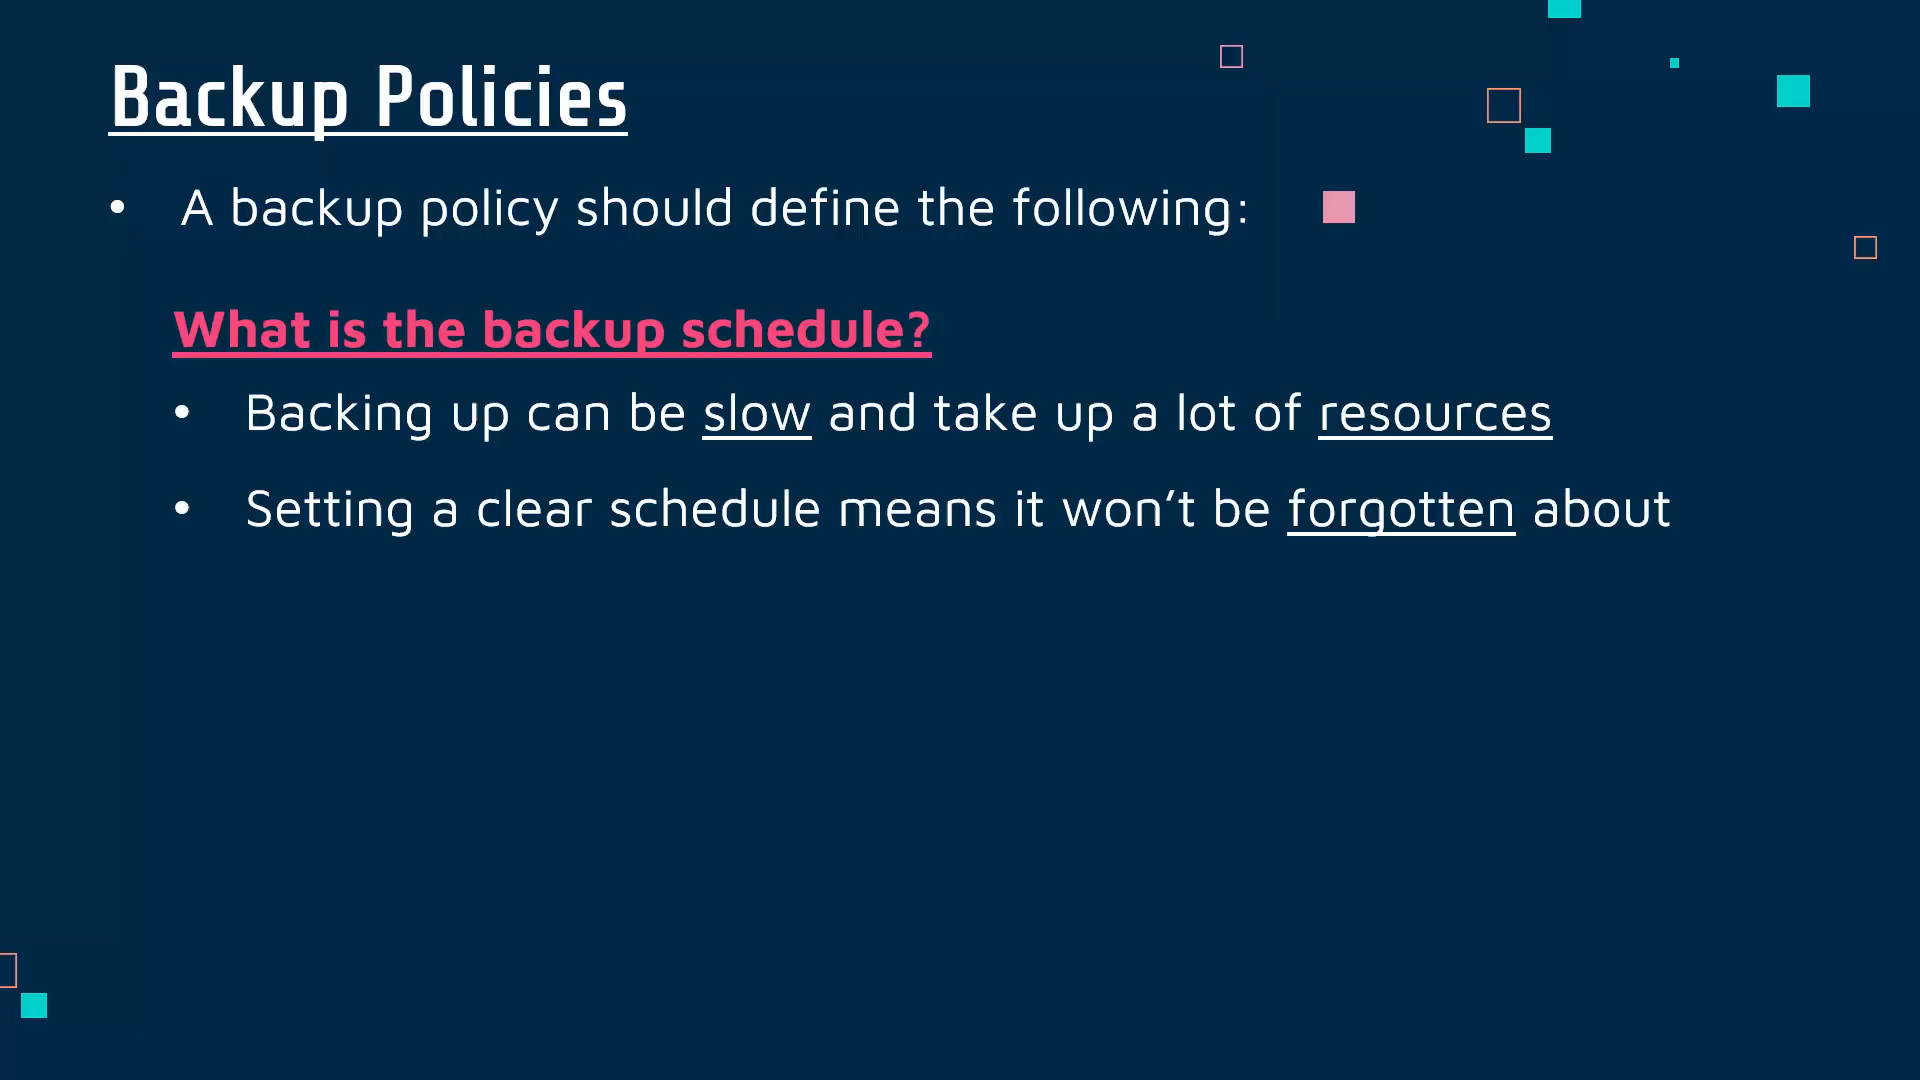 Backup Policies
• A backup policy should define the following:
What is the backup schedule?
• Backing up can be slow and take up a lot of resources
• Setting a clear schedule means it won’t be forgotten about